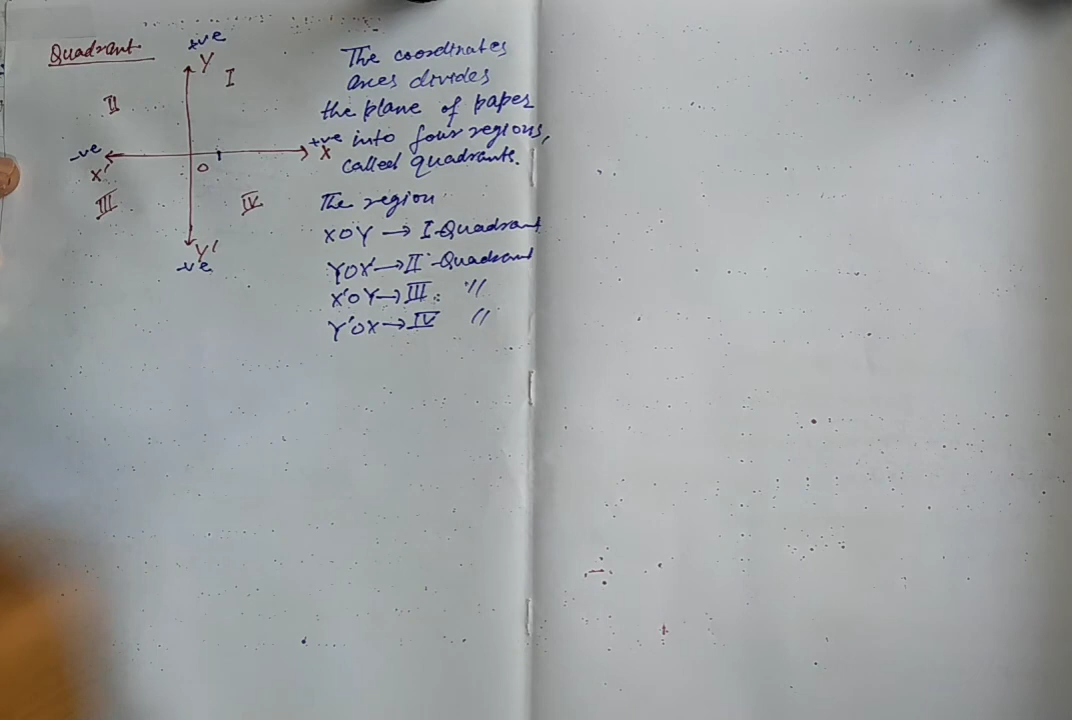 Quadrant
+ve
Y
I
II
-ve
+ve
X'
O
X
III
IV
Y'
-ve
The coordinates
axes divides
the plane of paper
into four regions,
called quadrants.
The region
XOY → I Quadrant
YOX' → II - Quadrant
X'OY → III "
Y'OX → IV "